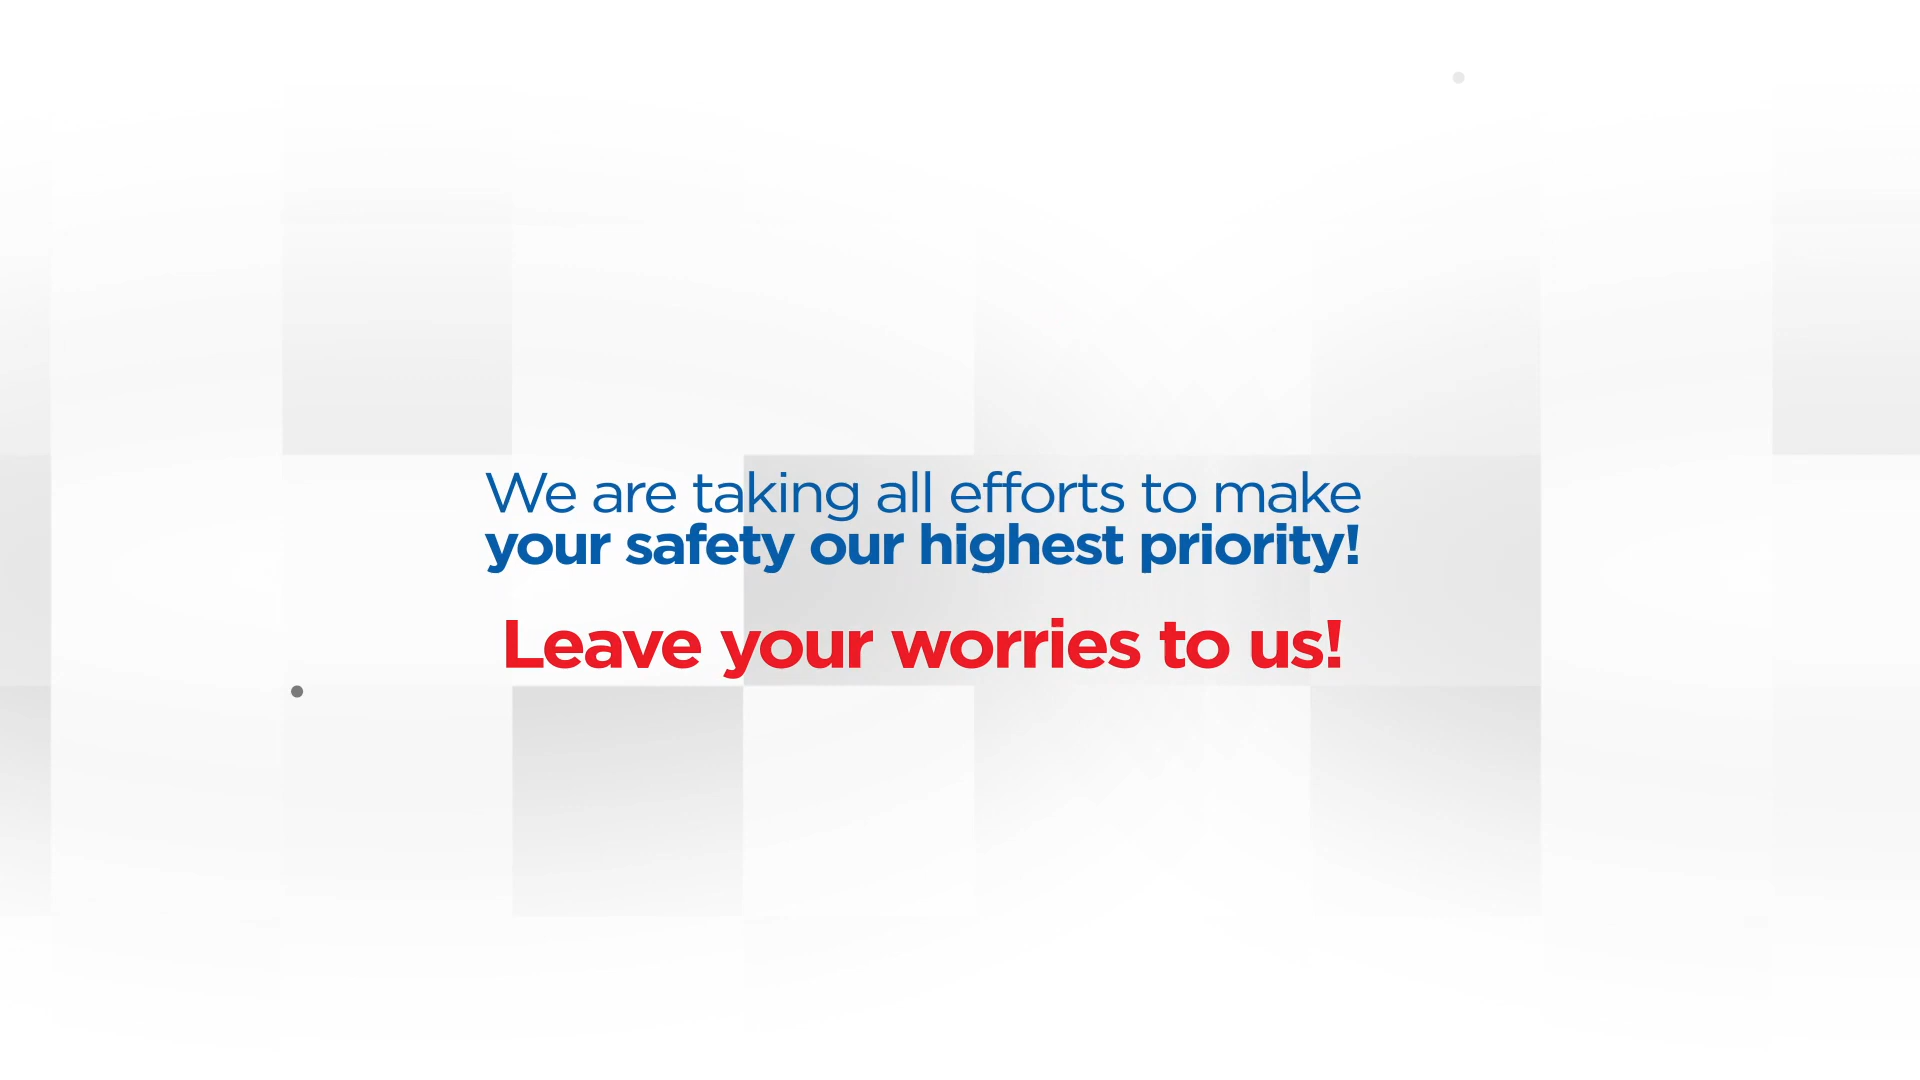 We are taking all efforts to make
your safety our highest priority!
Leave your worries to us!